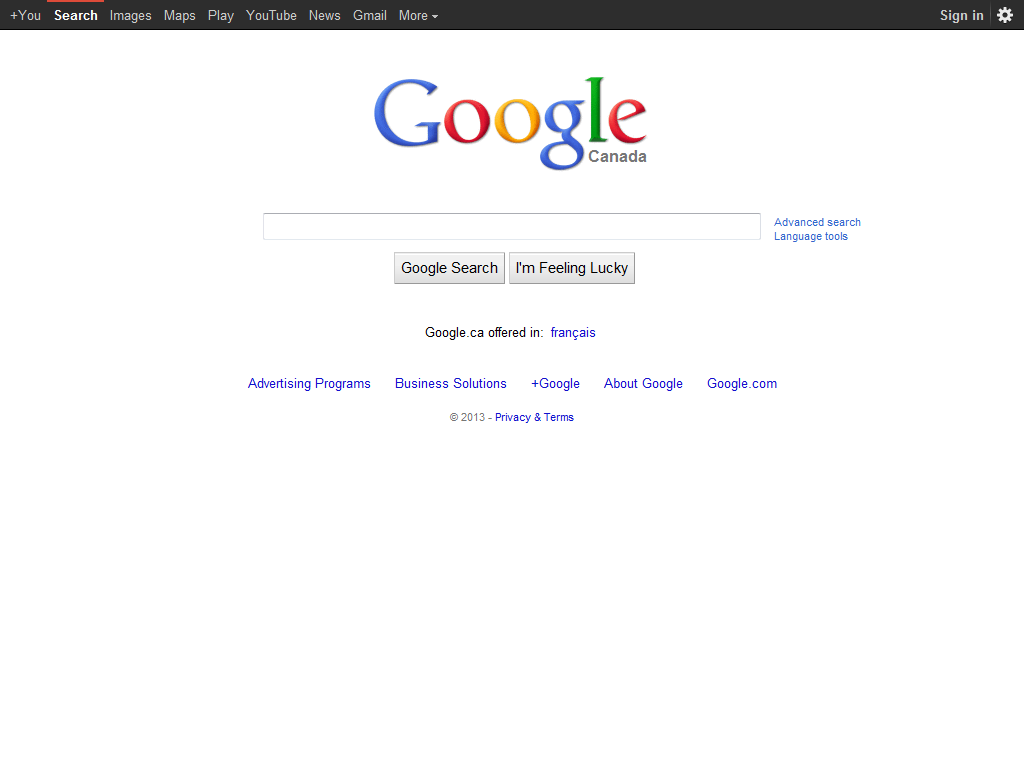 +You Search Images Maps Play YouTube News Gmail More Sign in
Google
Canada
Advanced search
Language tools
Google Search I'm Feeling Lucky
Google.ca offered in: français
Advertising Programs Business Solutions +Google About Google Google.com
© 2013 - Privacy & Terms